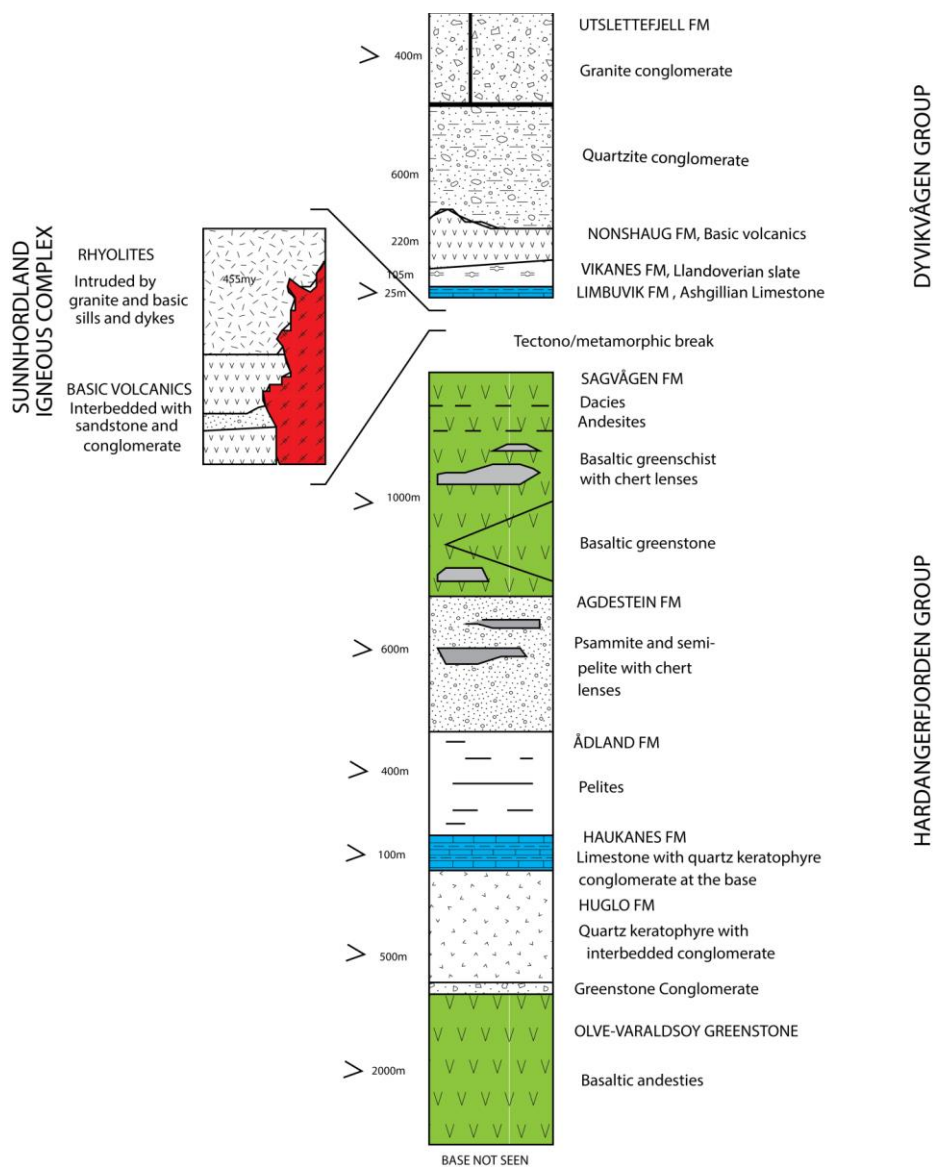 UTSLETTEFJELL FM
> 400m
Granite conglomerate
Quartzite conglomerate
600m
220m
NONSHAUG FM, Basic volcanics
105m
VIKANES FM, Llandoverian slate
> 25m
LIMBUVIK FM , Ashgillian Limestone
DYVIKVÅGEN GROUP
SUNNHORDLAND
IGNEOUS COMPLEX
RHYOLITES
455my
Intruded by
granite and basic
sills and dykes
BASIC VOLCANICS
Interbedded with
sandstone and
conglomerate
Tectono/metamorphic break
SAGVÅGEN FM
Dacies
Andesites
Basaltic greenschist
with chert lenses
> 1000m
Basaltic greenstone
AGDESTEIN FM
> 600m
Psammite and semi-
pelite with chert
lenses
ÅDLAND FM
> 400m
Pelites
HAUKANES FM
> 100m
Limestone with quartz keratophyre
conglomerate at the base
HUGLO FM
Quartz keratophyre with
interbedded conglomerate
> 500m
Greenstone Conglomerate
OLVE-VARALDSOY GREENSTONE
> 2000m
Basaltic andesties
BASE NOT SEEN
HARDANGERFJORDEN GROUP